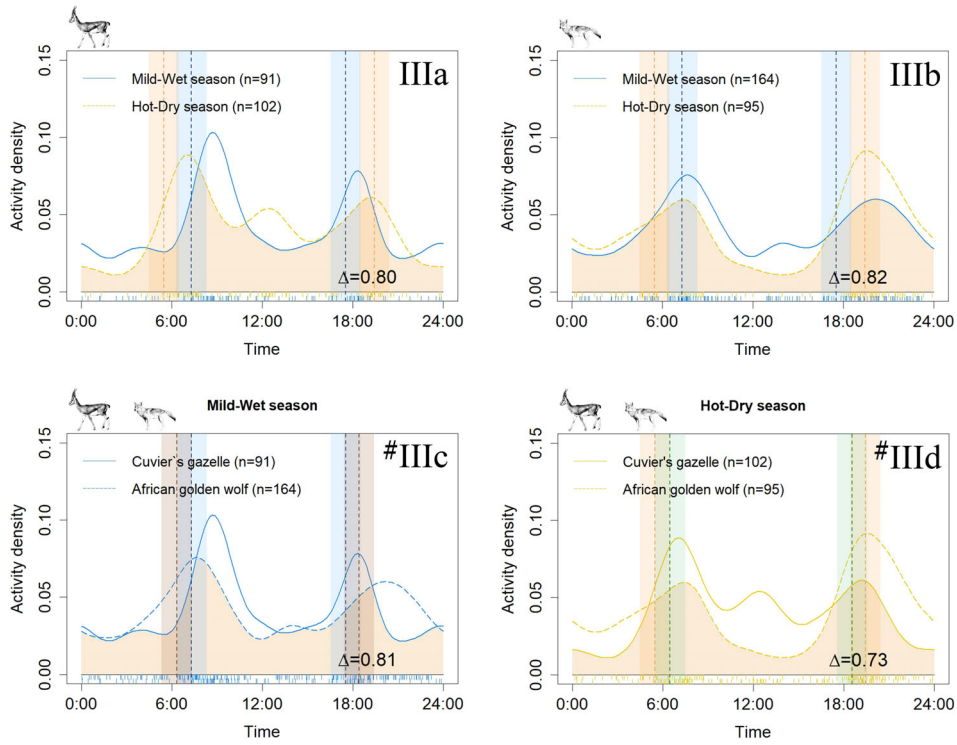 IIIa
Mild-Wet season (n=91)
Hot-Dry season (n=102)
Activity density
0.15
0.10
0.05
0.00
Δ=0.80
0:00 6:00 12:00 18:00 24:00
Time
IIIb
Mild-Wet season (n=164)
Hot-Dry season (n=95)
Activity density
0.15
0.10
0.05
0.00
Δ=0.82
0:00 6:00 12:00 18:00 24:00
Time
Mild-Wet season
#IIIc
Cuvier`s gazelle (n=91)
African golden wolf (n=164)
Activity density
0.15
0.10
0.05
0.00
Δ=0.81
0:00 6:00 12:00 18:00 24:00
Time
Hot-Dry season
#IIId
Cuvier's gazelle (n=102)
African golden wolf (n=95)
Activity density
0.15
0.10
0.05
0.00
Δ=0.73
0:00 6:00 12:00 18:00 24:00
Time